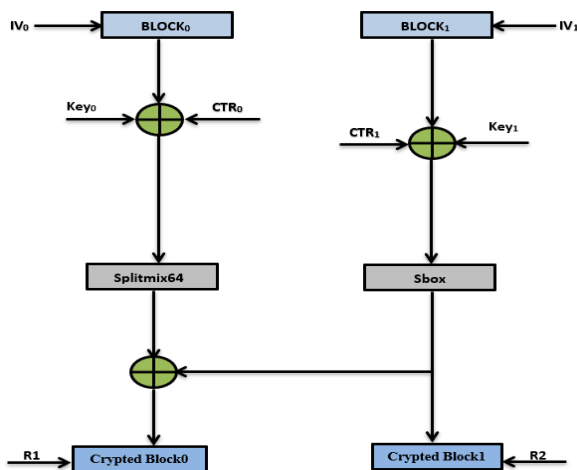 IV₀
BLOCK₀
BLOCK₁
IV₁
Key₀
CTR₀
CTR₁
Key₁
Splitmix64
Sbox
R1
Crypted Block0
Crypted Block1
R2